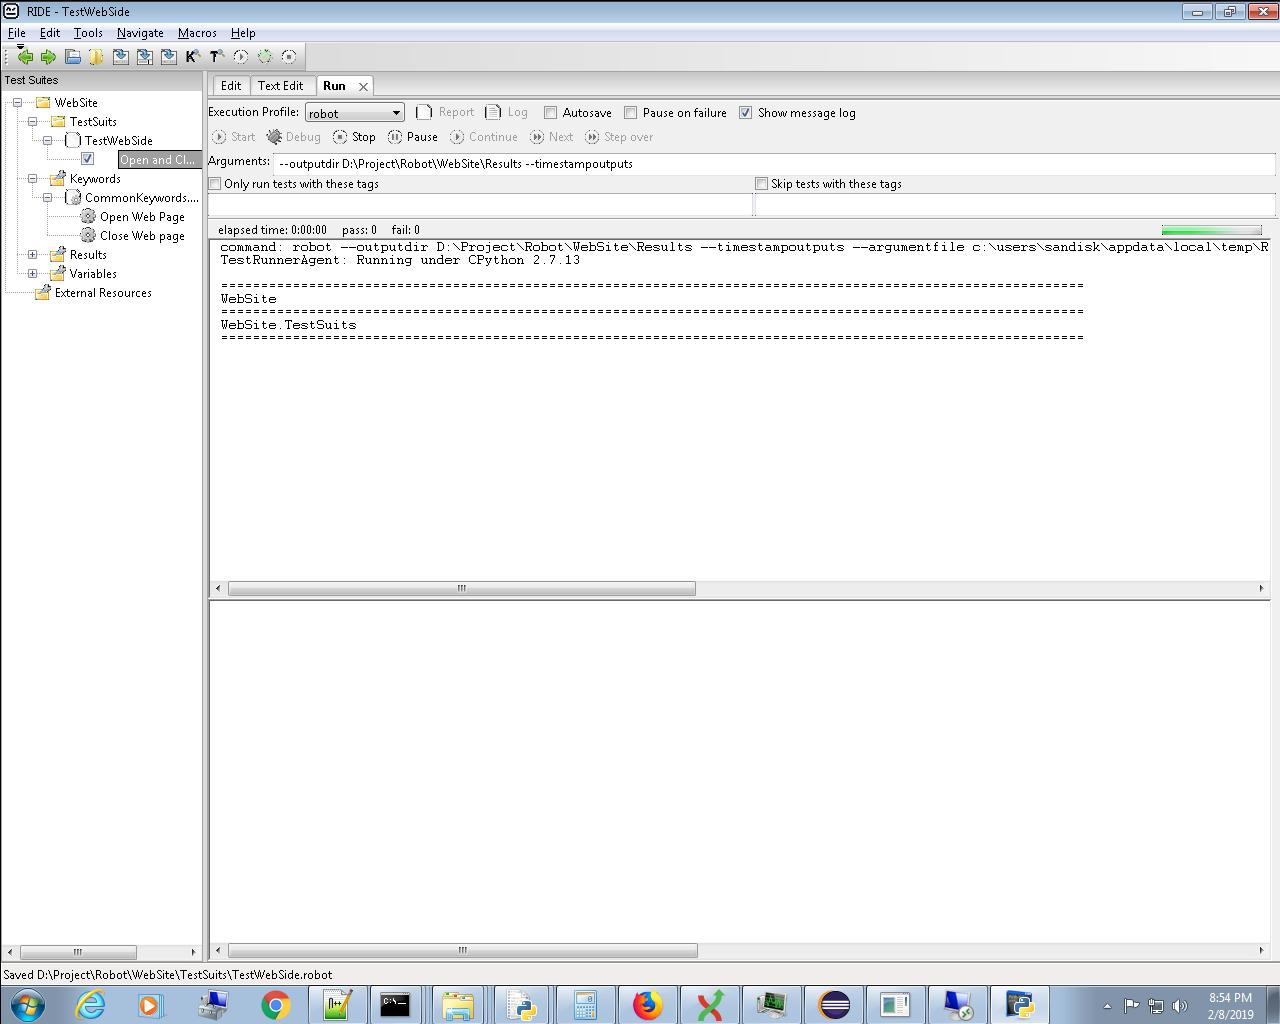 RIDE - TestWebSide
File Edit Tools Navigate Macros Help
Test Suites
WebSite
TestSuits
TestWebSide
Open and Cl...
Keywords
CommonKeywords....
Open Web Page
Close Web page
Results
Variables
External Resources
Edit Text Edit Run
Execution Profile: robot Report Log Autosave Pause on failure Show message log
Start Debug Stop Pause Continue Next Step over
Arguments: --outputdir D:\Project\Robot\WebSite\Results --timestampoutputs
Only run tests with these tags Skip tests with these tags
elapsed time: 0:00:00 pass: 0 fail: 0
command: robot --outputdir D:\Project\Robot\WebSite\Results --timestampoutputs --argumentfile c:\users\sandisk\appdata\local\temp\R
TestRunnerAgent: Running under CPython 2.7.13
==============================================================================
WebSite
==============================================================================
WebSite.TestSuits
==============================================================================
Saved D:\Project\Robot\WebSite\TestSuits\TestWebSide.robot
8:54 PM
2/8/2019